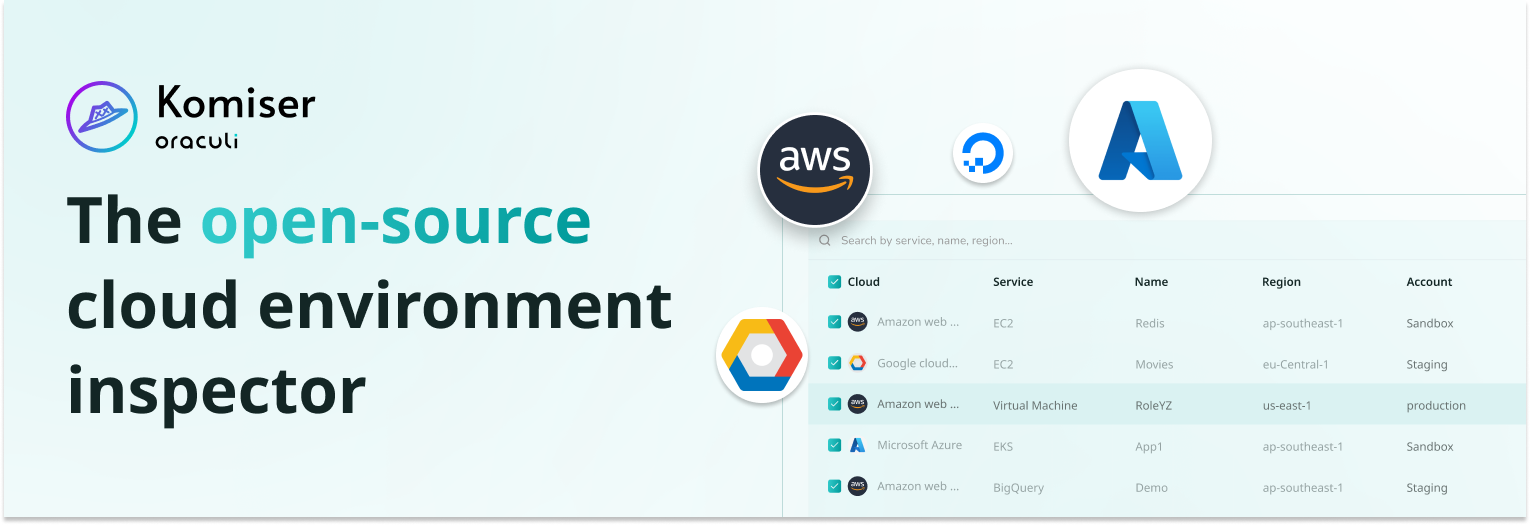 Komiser
oraculi
The open-source
cloud environment
inspector
aws
Search by service, name, region...
Cloud Service Name Region Account
aws Amazon web ... EC2 Redis ap-southeast-1 Sandbox
Google cloud... EC2 Movies eu-Central-1 Staging
aws Amazon web ... Virtual Machine RoleYZ us-east-1 production
Microsoft Azure EKS App1 ap-southeast-1 Sandbox
aws Amazon web ... BigQuery Demo ap-southeast-1 Staging